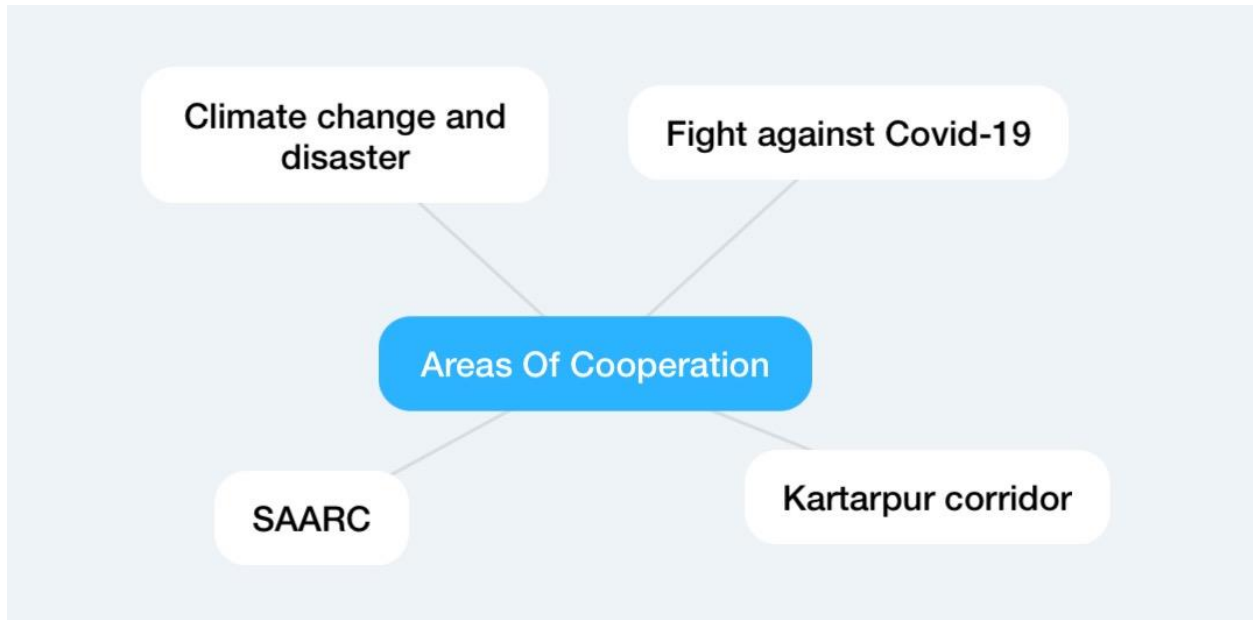 Climate change and
disaster
Fight against Covid-19
Areas Of Cooperation
SAARC
Kartarpur corridor